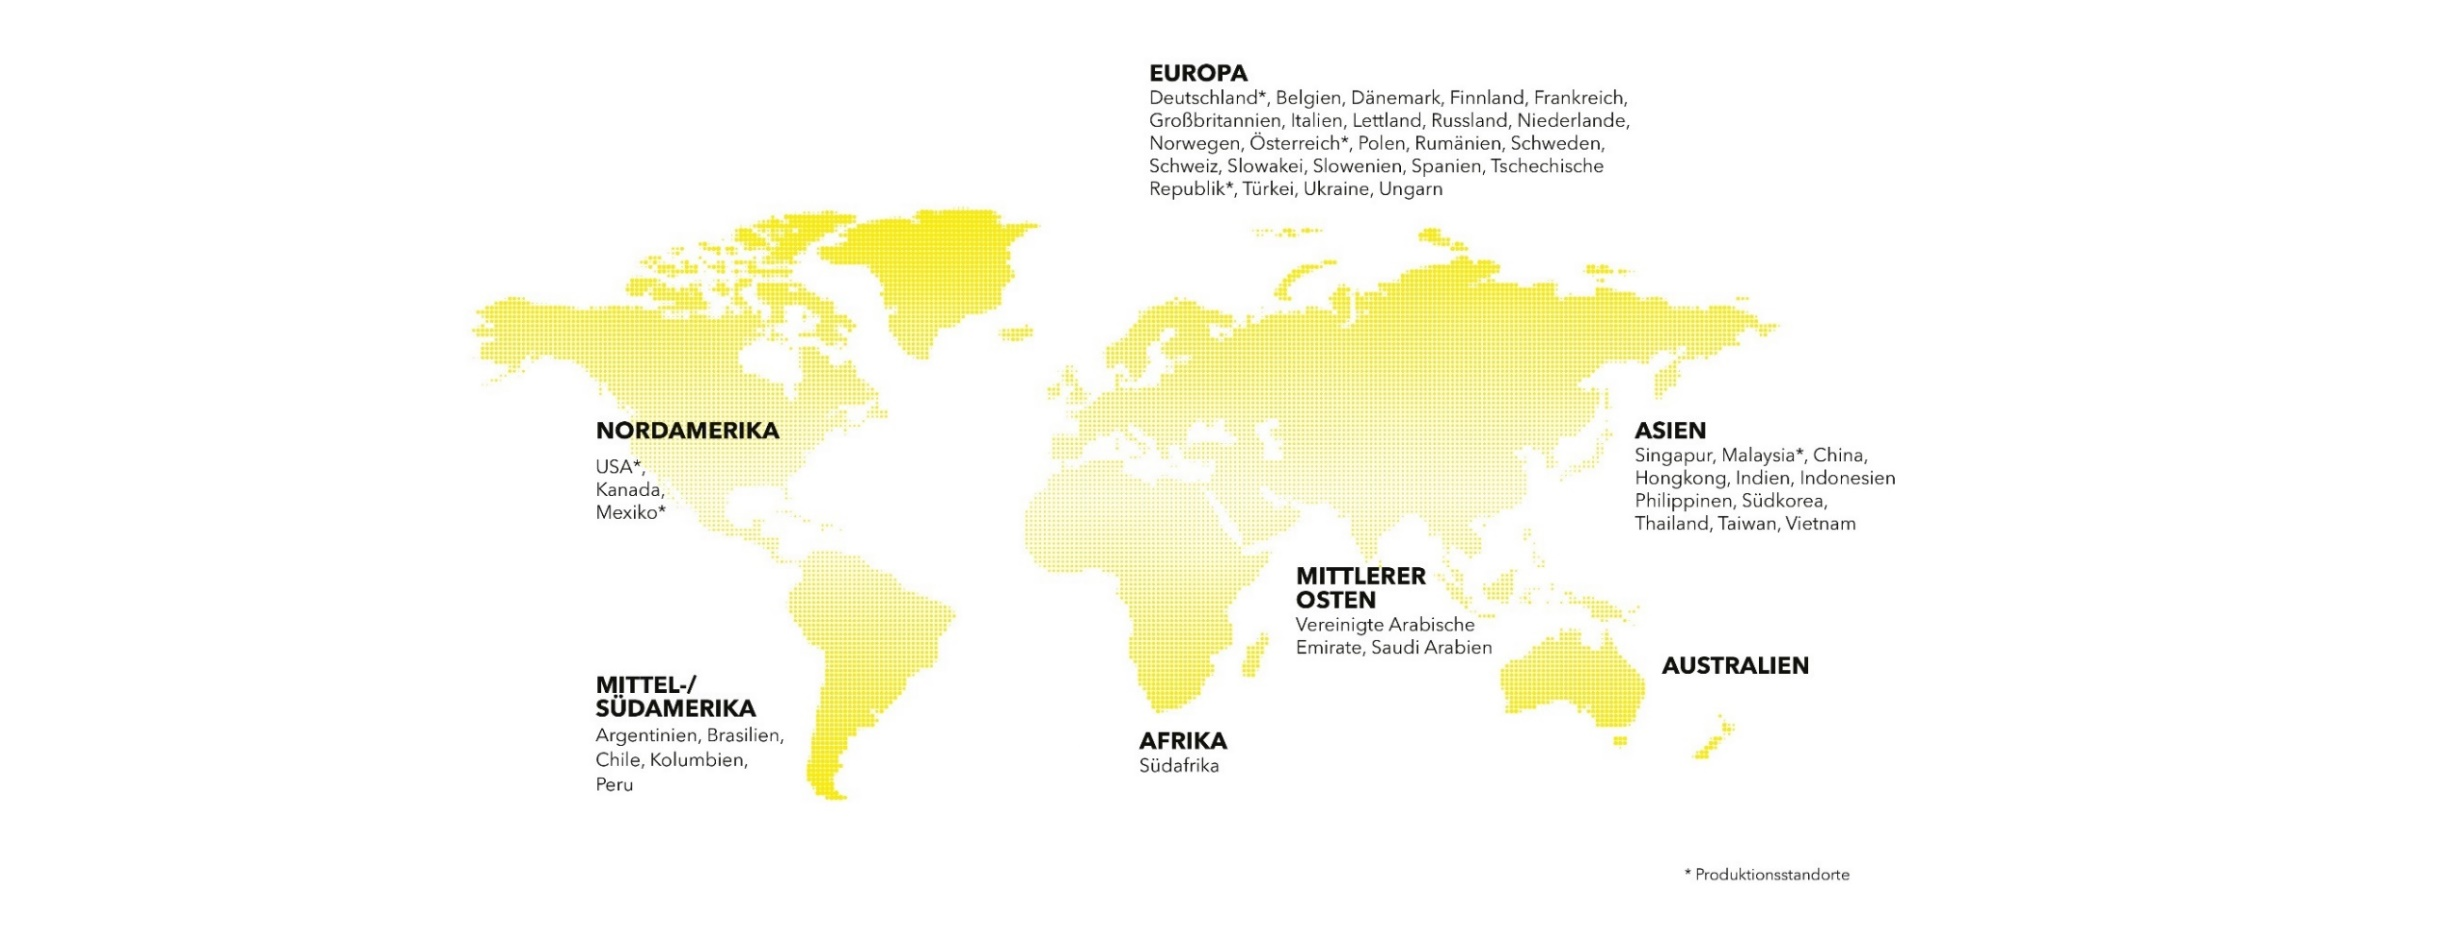 EUROPA
Deutschland*, Belgien, Dänemark, Finnland, Frankreich,
Großbritannien, Italien, Lettland, Russland, Niederlande,
Norwegen, Österreich*, Polen, Rumänien, Schweden,
Schweiz, Slowakei, Slowenien, Spanien, Tschechische
Republik*, Türkei, Ukraine, Ungarn
NORDAMERIKA
USA*,
Kanada,
Mexiko*
ASIEN
Singapur, Malaysia*, China,
Hongkong, Indien, Indonesien
Philippinen, Südkorea,
Thailand, Taiwan, Vietnam
MITTLERER
OSTEN
Vereinigte Arabische
Emirate, Saudi Arabien
AUSTRALIEN
MITTEL-/
SÜDAMERIKA
Argentinien, Brasilien,
Chile, Kolumbien,
Peru
AFRIKA
Südafrika
* Produktionsstandorte